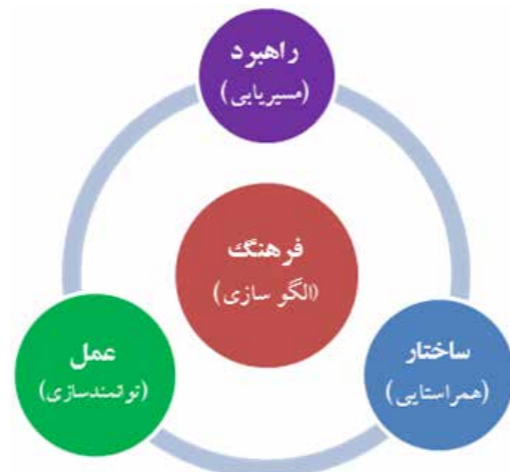 راهبرد
(مسیریابی)
فرهنگ
(الگو سازی)
ساختار
(همراستایی)
عمل
(توانمندسازی)